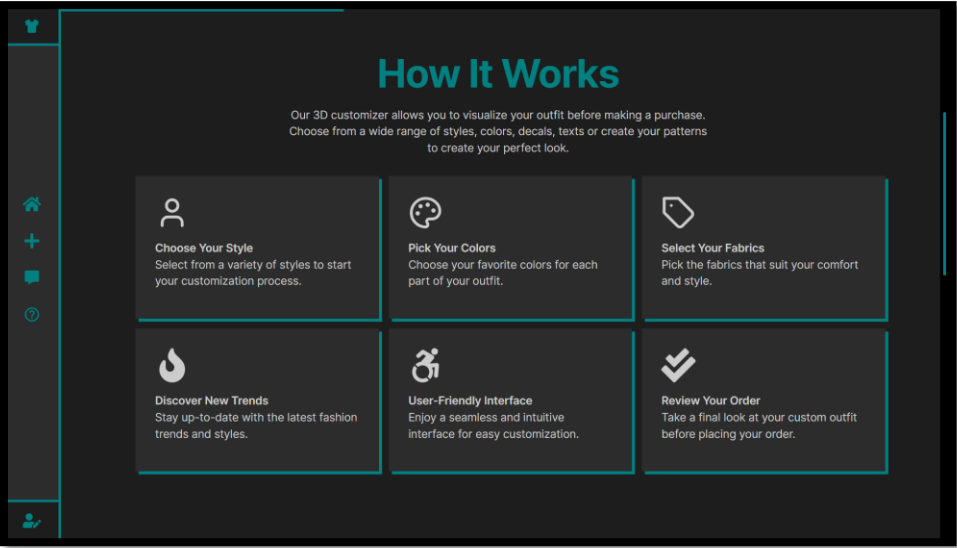 How It Works
Our 3D customizer allows you to visualize your outfit before making a purchase.
Choose from a wide range of styles, colors, decals, texts or create your patterns
to create your perfect look.
Choose Your Style
Select from a variety of styles to start
your customization process.
Pick Your Colors
Choose your favorite colors for each
part of your outfit.
Select Your Fabrics
Pick the fabrics that suit your comfort
and style.
Discover New Trends
Stay up-to-date with the latest fashion
trends and styles.
User-Friendly Interface
Enjoy a seamless and intuitive
interface for easy customization.
Review Your Order
Take a final look at your custom outfit
before placing your order.